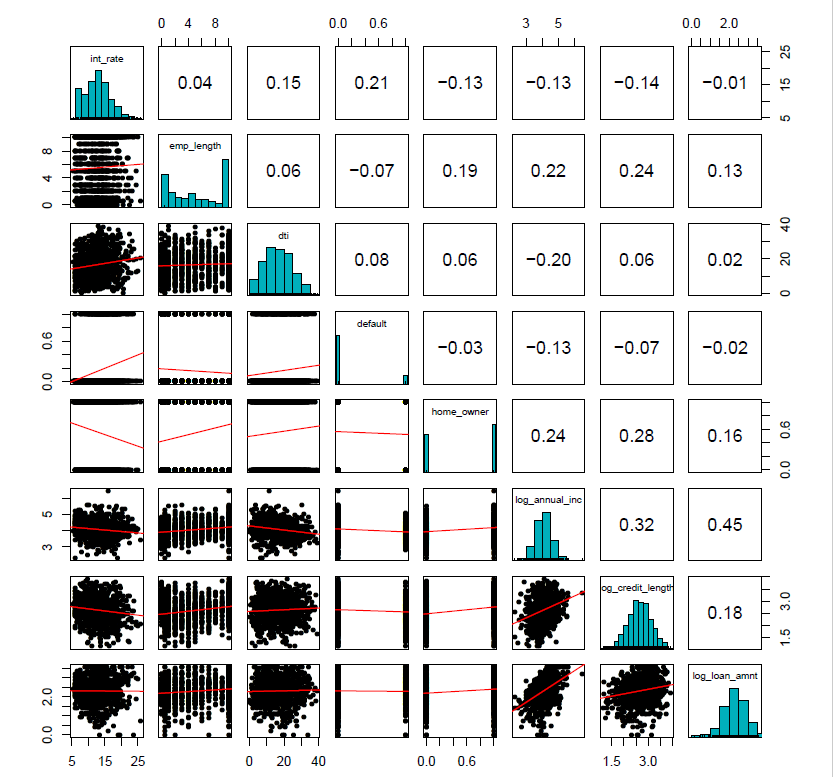 0 4 8 0.0 0.6 3 5 0.0 2.0
int_rate 0.04 0.15 0.21 −0.13 −0.13 −0.14 −0.01 5 15 25
0 4 8 emp_length 0.06 −0.07 0.19 0.22 0.24 0.13
dti 0.08 0.06 −0.20 0.06 0.02 0 20 40
0.0 0.6 default −0.03 −0.13 −0.07 −0.02
home_owner 0.24 0.28 0.16 0.0 0.6
3 5 log_annual_inc 0.32 0.45
og_credit_length 0.18 1.5 3.0
0.0 2.0 log_loan_amnt
5 15 25 0 20 40 0.0 0.6 1.5 3.0